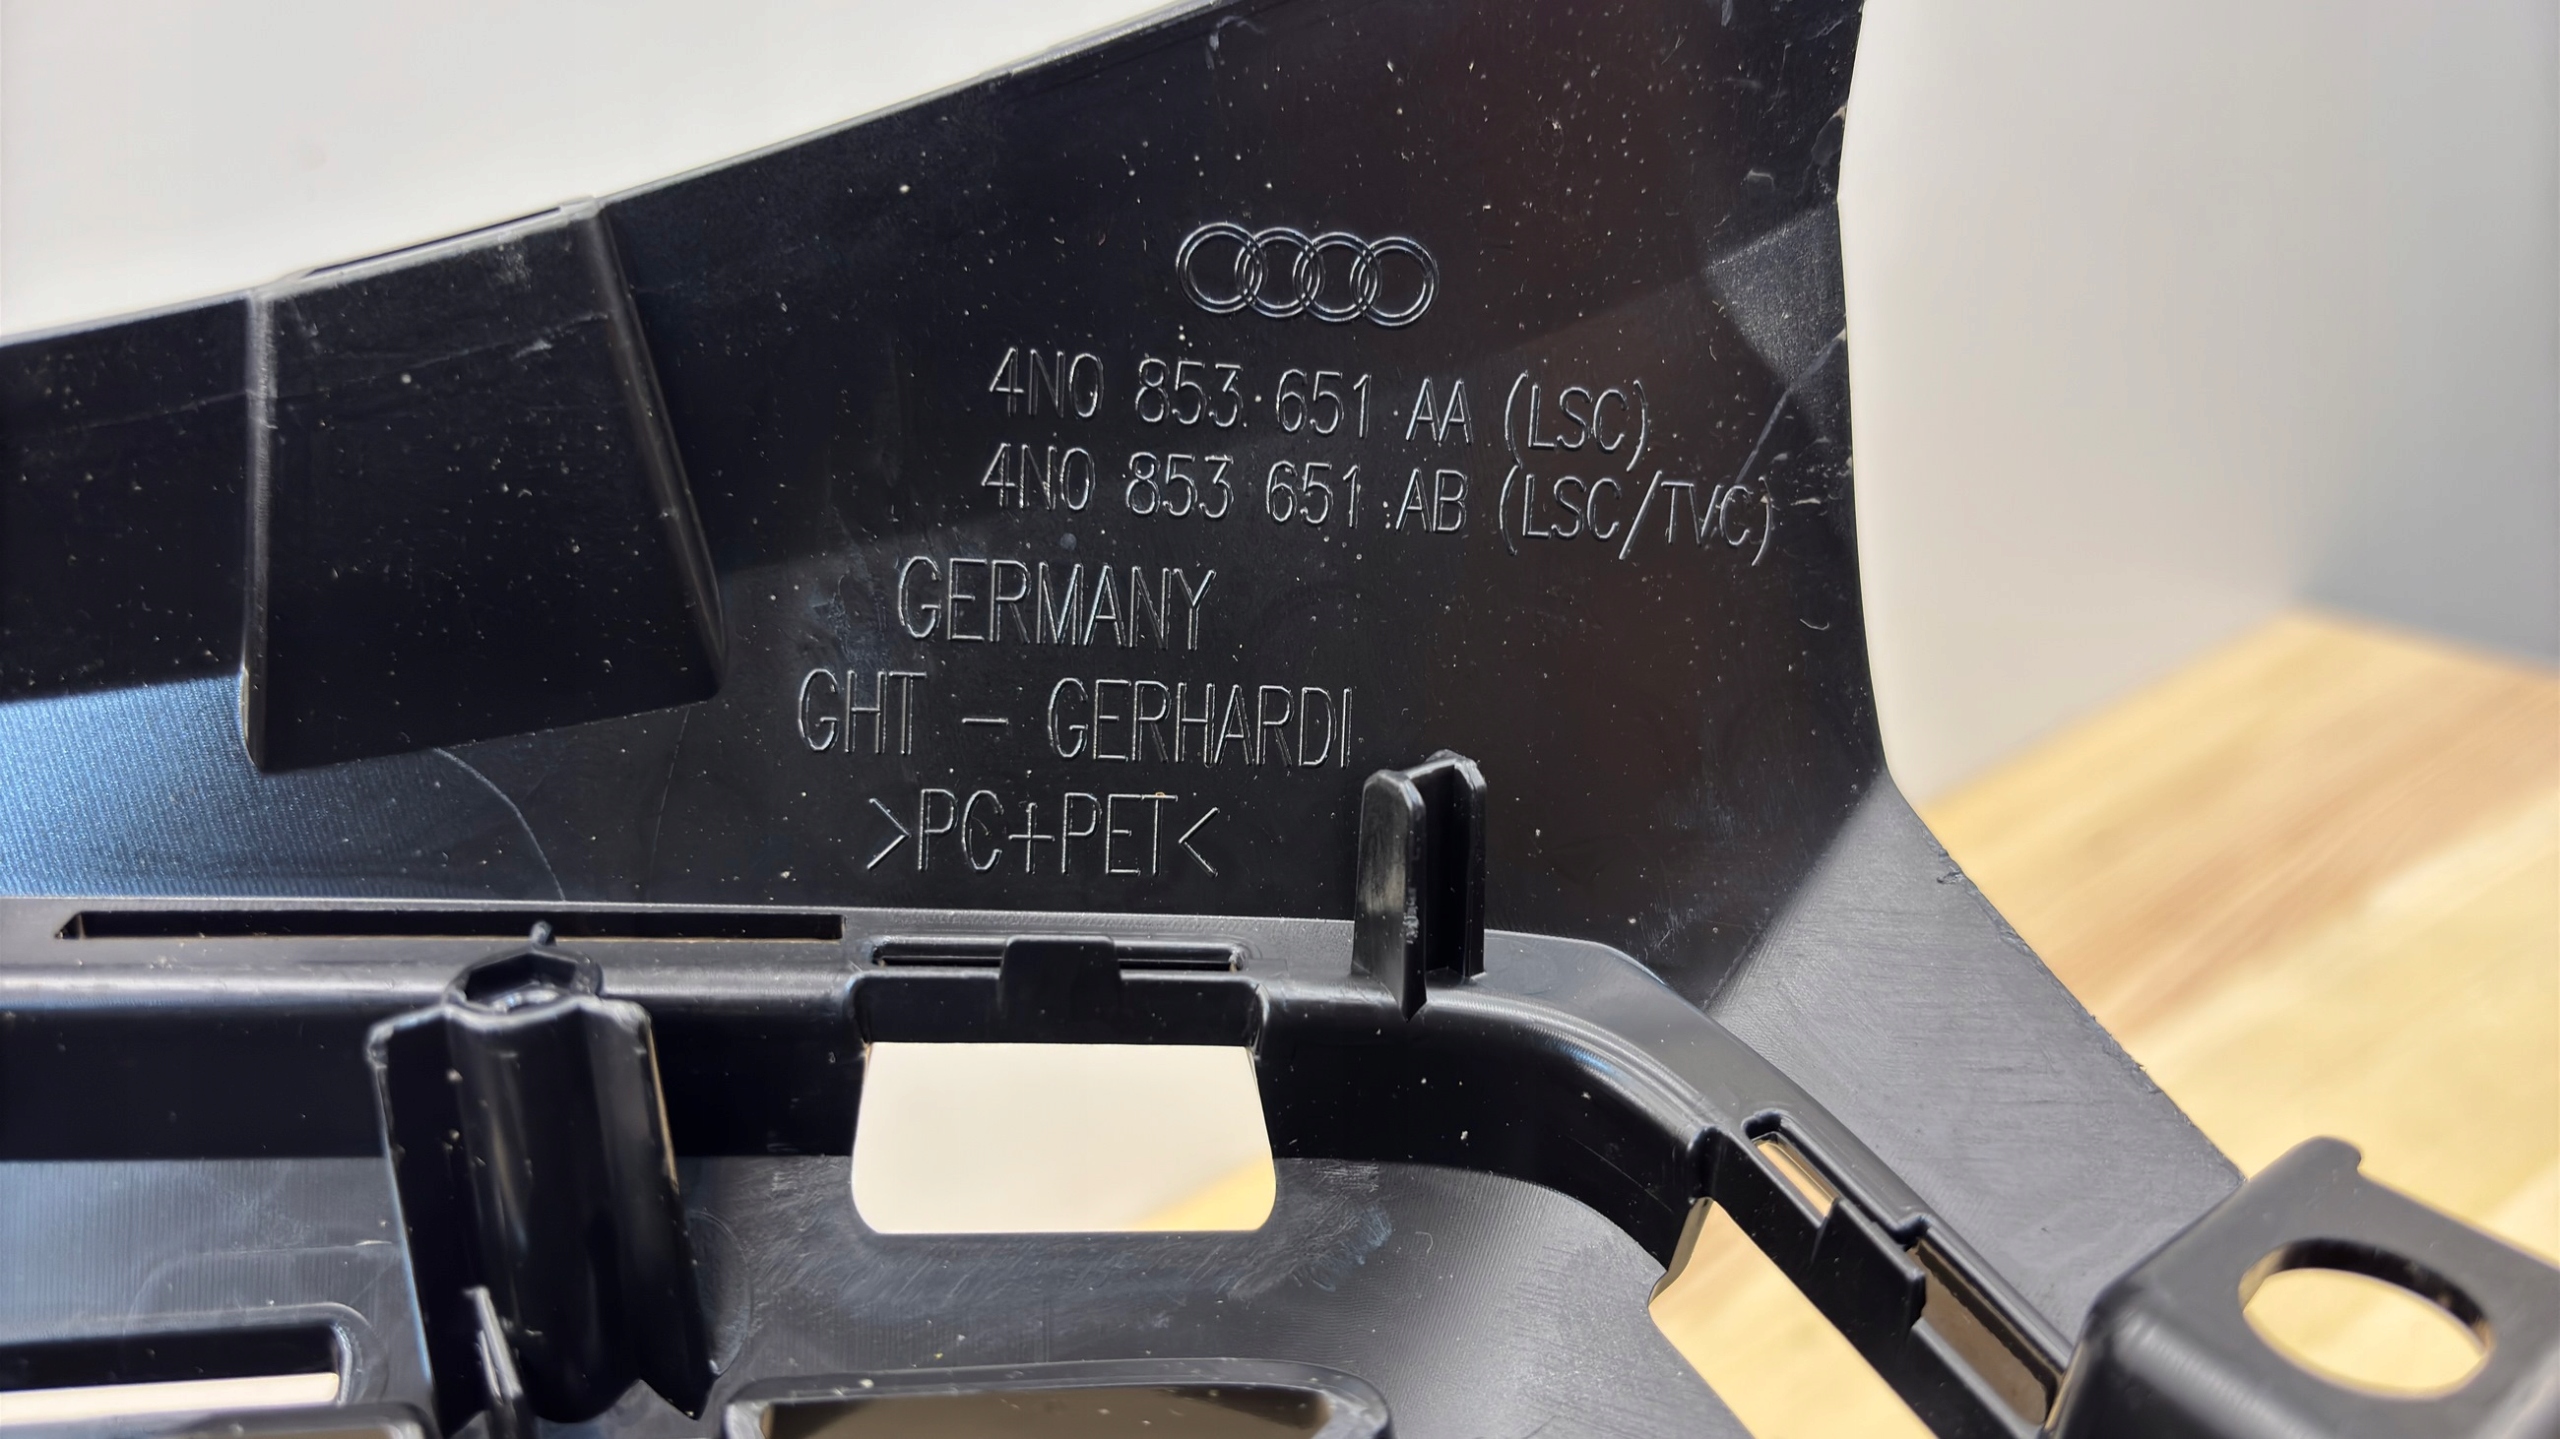 4N0 853 651 AA (LSC)
4N0 853 651 AB (LSC/TVC)
GERMANY
GHT - GERHARDI
>PC+PET<